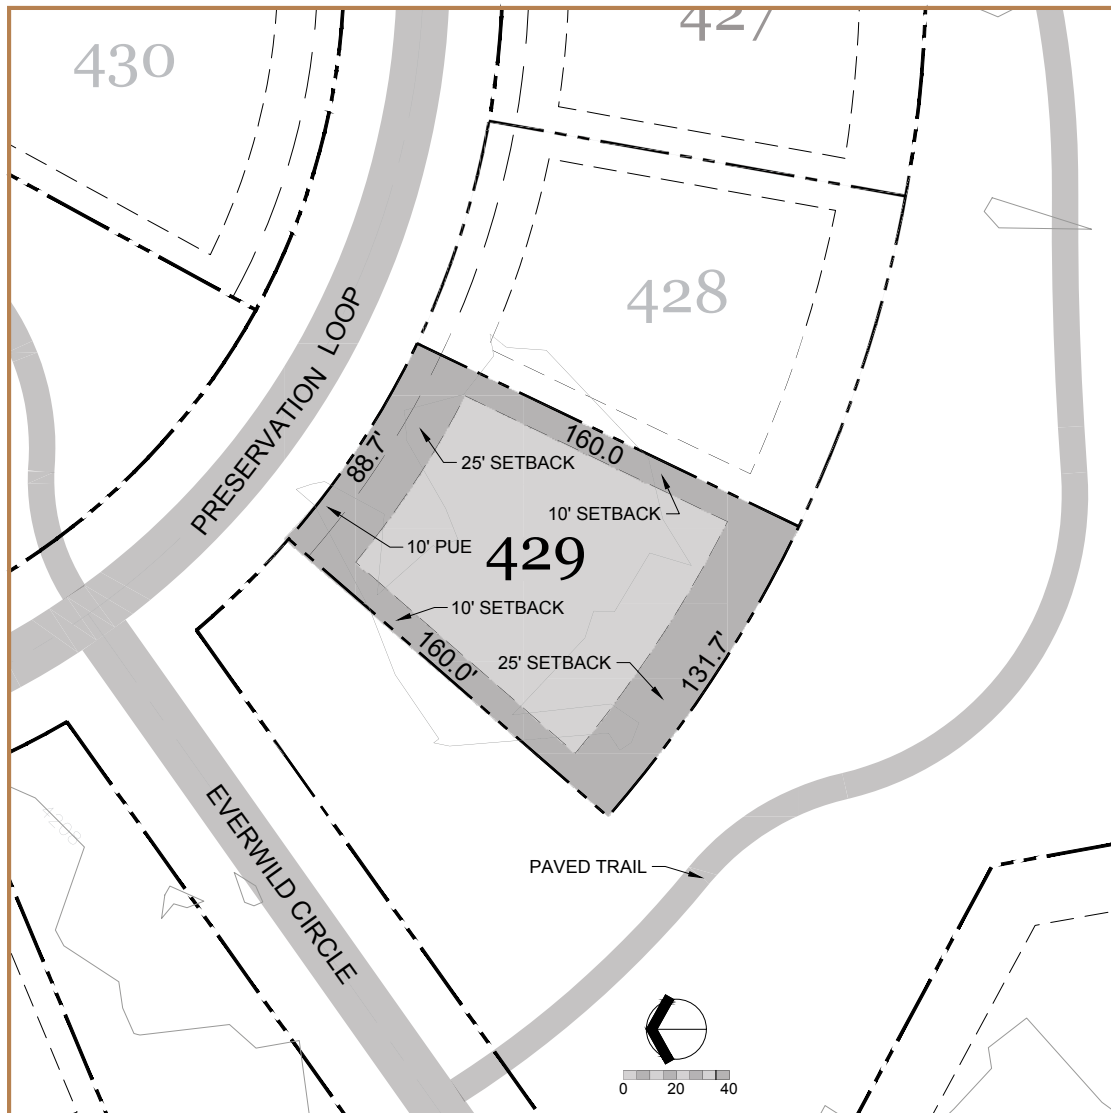 430
427
428
PRESERVATION LOOP
88.7'
160.0
25' SETBACK
10' SETBACK
10' PUE
429
10' SETBACK
160.0'
25' SETBACK
131.7'
EVERWILD CIRCLE
PAVED TRAIL
0 20 40